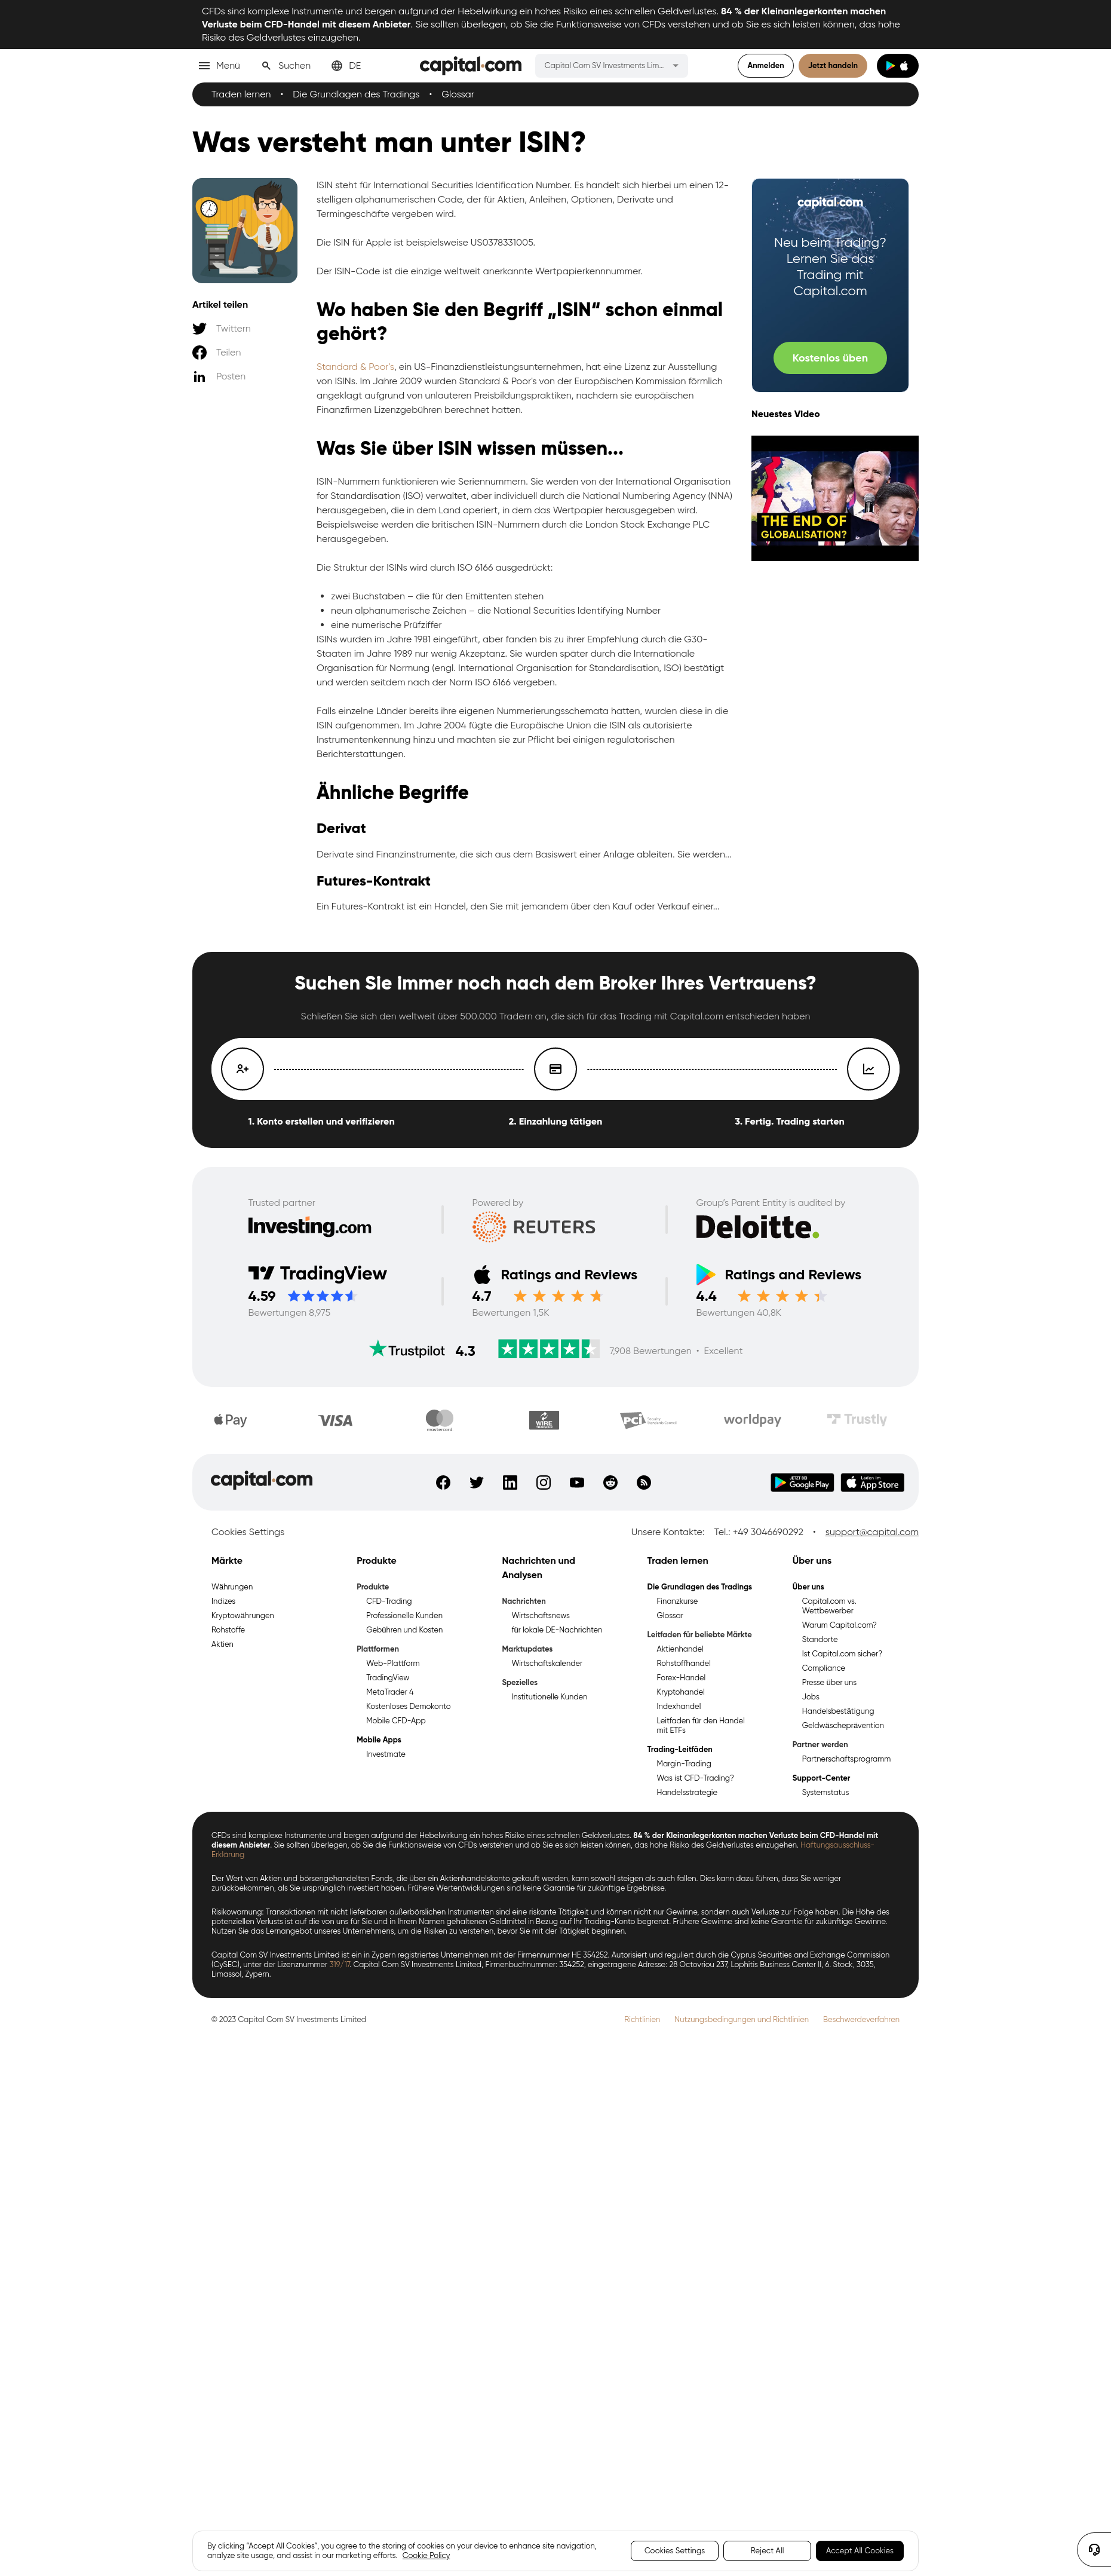 CFDs sind komplexe Instrumente und bergen aufgrund der Hebelwirkung ein hohes Risiko eines schnellen Geldverlustes. 84 % der Kleinanlegerkonten machen
Verluste beim CFD-Handel mit diesem Anbieter. Sie sollten überlegen, ob Sie die Funktionsweise von CFDs verstehen und ob Sie es sich leisten können, das hohe
Risiko des Geldverlustes einzugehen.
Menü Suchen DE capital.com Capital Com SV Investments Lim... Anmelden Jetzt handeln
Traden lernen • Die Grundlagen des Tradings • Glossar
Was versteht man unter ISIN?
Artikel teilen
Twittern
Teilen
Posten
ISIN steht für International Securities Identification Number. Es handelt sich hierbei um einen 12-
stelligen alphanumerischen Code, der für Aktien, Anleihen, Optionen, Derivate und
Termingeschäfte vergeben wird.
Die ISIN für Apple ist beispielsweise US0378331005.
Der ISIN-Code ist die einzige weltweit anerkannte Wertpapierkennnummer.
Wo haben Sie den Begriff „ISIN“ schon einmal
gehört?
Standard & Poor's, ein US-Finanzdienstleistungsunternehmen, hat eine Lizenz zur Ausstellung
von ISINs. Im Jahre 2009 wurden Standard & Poor's von der Europäischen Kommission förmlich
angeklagt aufgrund von unlauteren Preisbildungspraktiken, nachdem sie europäischen
Finanzfirmen Lizenzgebühren berechnet hatten.
Was Sie über ISIN wissen müssen...
ISIN-Nummern funktionieren wie Seriennummern. Sie werden von der International Organisation
for Standardisation (ISO) verwaltet, aber individuell durch die National Numbering Agency (NNA)
herausgegeben, die in dem Land operiert, in dem das Wertpapier herausgegeben wird.
Beispielsweise werden die britischen ISIN-Nummern durch die London Stock Exchange PLC
herausgegeben.
Die Struktur der ISINs wird durch ISO 6166 ausgedrückt:
• zwei Buchstaben – die für den Emittenten stehen
• neun alphanumerische Zeichen – die National Securities Identifying Number
• eine numerische Prüfziffer
ISINs wurden im Jahre 1981 eingeführt, aber fanden bis zu ihrer Empfehlung durch die G30-
Staaten im Jahre 1989 nur wenig Akzeptanz. Sie wurden später durch die Internationale
Organisation für Normung (engl. International Organisation for Standardisation, ISO) bestätigt
und werden seitdem nach der Norm ISO 6166 vergeben.
Falls einzelne Länder bereits ihre eigenen Nummerierungsschemata hatten, wurden diese in die
ISIN aufgenommen. Im Jahre 2004 fügte die Europäische Union die ISIN als autorisierte
Instrumentenkennung hinzu und machten sie zur Pflicht bei einigen regulatorischen
Berichterstattungen.
Ähnliche Begriffe
Derivat
Derivate sind Finanzinstrumente, die sich aus dem Basiswert einer Anlage ableiten. Sie werden...
Futures-Kontrakt
Ein Futures-Kontrakt ist ein Handel, den Sie mit jemandem über den Kauf oder Verkauf einer...
capital.com
Neu beim Trading?
Lernen Sie das
Trading mit
Capital.com
Kostenlos üben
Neuestes Video
THE END OF
GLOBALISATION?
Suchen Sie immer noch nach dem Broker Ihres Vertrauens?
Schließen Sie sich den weltweit über 500.000 Tradern an, die sich für das Trading mit Capital.com entschieden haben
1. Konto erstellen und verifizieren 2. Einzahlung tätigen 3. Fertig. Trading starten
Trusted partner Powered by Group's Parent Entity is audited by
Investing.com REUTERS Deloitte.
TradingView Ratings and Reviews Ratings and Reviews
4.59 4.7 4.4
Bewertungen 8,975 Bewertungen 1,5K Bewertungen 40,8K
Trustpilot 4.3 7,908 Bewertungen • Excellent
Pay VISA mastercard WIRE TRANSFER PCI worldpay Trustly
capital.com JETZT BEI Google Play Laden im App Store
Cookies Settings Unsere Kontakte: Tel.: +49 3046690292 • support@capital.com
Märkte
Währungen
Indizes
Kryptowährungen
Rohstoffe
Aktien
Produkte
Produkte
CFD-Trading
Professionelle Kunden
Gebühren und Kosten
Plattformen
Web-Plattform
TradingView
MetaTrader 4
Kostenloses Demokonto
Mobile CFD-App
Mobile Apps
Investmate
Nachrichten und
Analysen
Nachrichten
Wirtschaftsnews
für lokale DE-Nachrichten
Marktupdates
Wirtschaftskalender
Spezielles
Institutionelle Kunden
Traden lernen
Die Grundlagen des Tradings
Finanzkurse
Glossar
Leitfaden für beliebte Märkte
Aktienhandel
Rohstoffhandel
Forex-Handel
Kryptohandel
Indexhandel
Leitfaden für den Handel
mit ETFs
Trading-Leitfäden
Margin-Trading
Was ist CFD-Trading?
Handelsstrategie
Über uns
Über uns
Capital.com vs.
Wettbewerber
Warum Capital.com?
Standorte
Ist Capital.com sicher?
Compliance
Presse über uns
Jobs
Handelsbestätigung
Geldwäscheprävention
Partner werden
Partnerschaftsprogramm
Support-Center
Systemstatus
CFDs sind komplexe Instrumente und bergen aufgrund der Hebelwirkung ein hohes Risiko eines schnellen Geldverlustes. 84 % der Kleinanlegerkonten machen Verluste beim CFD-Handel mit
diesem Anbieter. Sie sollten überlegen, ob Sie die Funktionsweise von CFDs verstehen und ob Sie es sich leisten können, das hohe Risiko des Geldverlustes einzugehen. Haftungsausschluss-
Erklärung
Der Wert von Aktien und börsengehandelten Fonds, die über ein Aktienhandelskonto gekauft werden, kann sowohl steigen als auch fallen. Dies kann dazu führen, dass Sie weniger
zurückbekommen, als Sie ursprünglich investiert haben. Frühere Wertentwicklungen sind keine Garantie für zukünftige Ergebnisse.
Risikowarnung: Transaktionen mit nicht lieferbaren außerbörslichen Instrumenten sind eine riskante Tätigkeit und können nicht nur Gewinne, sondern auch Verluste zur Folge haben. Die Höhe des
potenziellen Verlusts ist auf die von uns für Sie und in Ihrem Namen gehaltenen Geldmittel in Bezug auf Ihr Trading-Konto begrenzt. Frühere Gewinne sind keine Garantie für zukünftige Gewinne.
Nutzen Sie das Lernangebot unseres Unternehmens, um die Risiken zu verstehen, bevor Sie mit der Tätigkeit beginnen.
Capital Com SV Investments Limited ist ein in Zypern registriertes Unternehmen mit der Firmennummer HE 354252. Autorisiert und reguliert durch die Cyprus Securities and Exchange Commission
(CySEC), unter der Lizenznummer 319/17. Capital Com SV Investments Limited, Firmenbuchnummer: 354252, eingetragene Adresse: 28 Octovriou 237, Lophitis Business Center II, 6. Stock, 3035,
Limassol, Zypern.
© 2023 Capital Com SV Investments Limited Richtlinien Nutzungsbedingungen und Richtlinien Beschwerdeverfahren
By clicking “Accept All Cookies”, you agree to the storing of cookies on your device to enhance site navigation,
analyze site usage, and assist in our marketing efforts. Cookie Policy
Cookies Settings Reject All Accept All Cookies